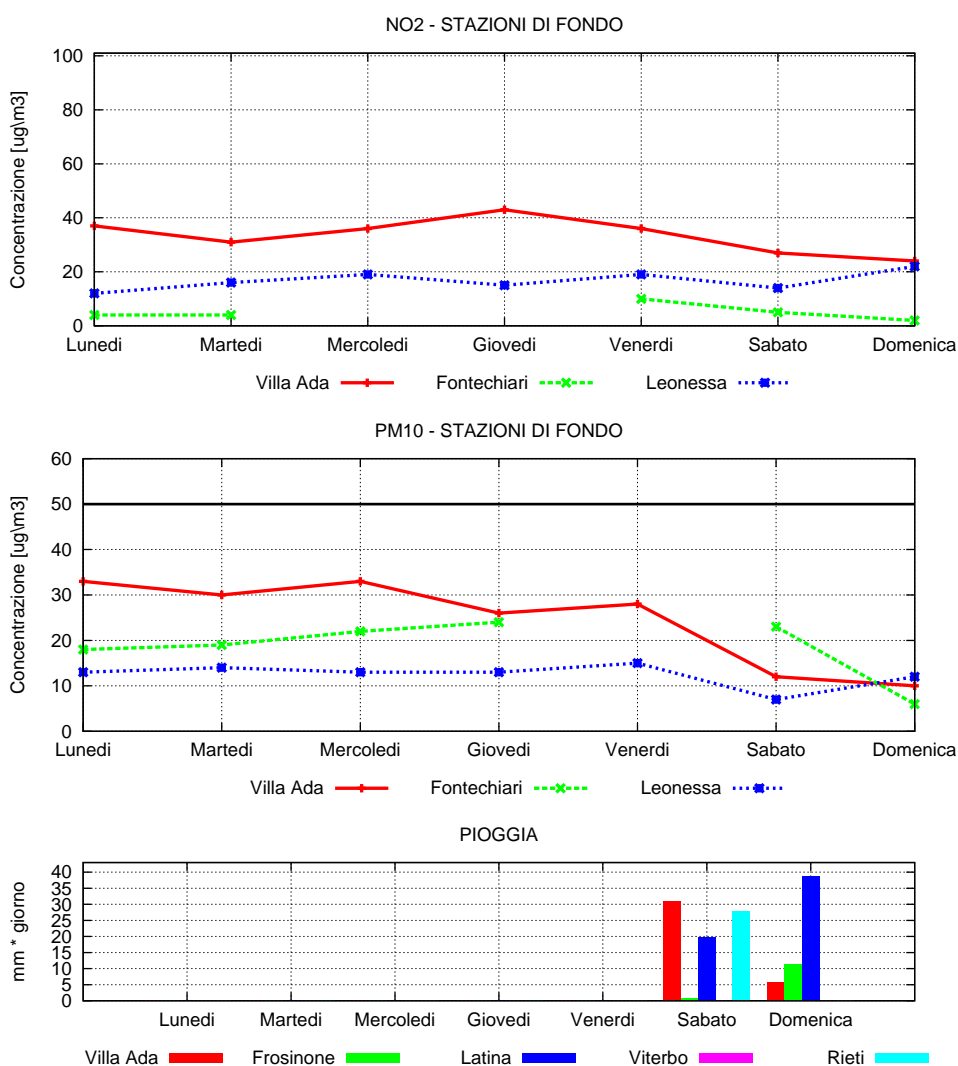 NO2 - STAZIONI DI FONDO
Concentrazione [ug\m3]
100
80
60
40
20
0
Lunedi Martedi Mercoledi Giovedi Venerdi Sabato Domenica
Villa Ada Fontechiari Leonessa
PM10 - STAZIONI DI FONDO
Concentrazione [ug\m3]
60
50
40
30
20
10
0
Lunedi Martedi Mercoledi Giovedi Venerdi Sabato Domenica
Villa Ada Fontechiari Leonessa
PIOGGIA
mm * giorno
40
35
30
25
20
15
10
5
0
Lunedi Martedi Mercoledi Giovedi Venerdi Sabato Domenica
Villa Ada Frosinone Latina Viterbo Rieti